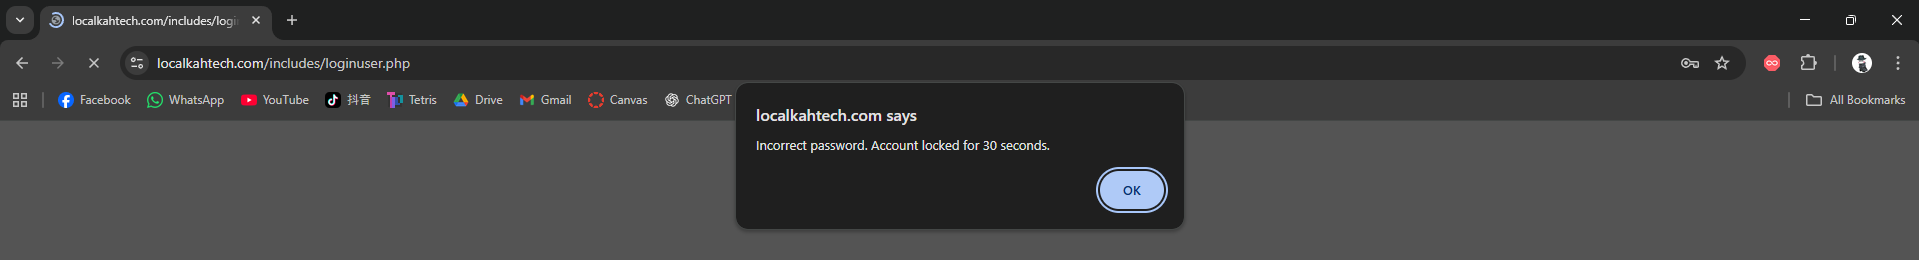 localkahtech.com/includes/logi
localkahtech.com/includes/loginuser.php
Facebook WhatsApp YouTube 抖音 Tetris Drive Gmail Canvas ChatGPT All Bookmarks
localkahtech.com says
Incorrect password. Account locked for 30 seconds.
OK